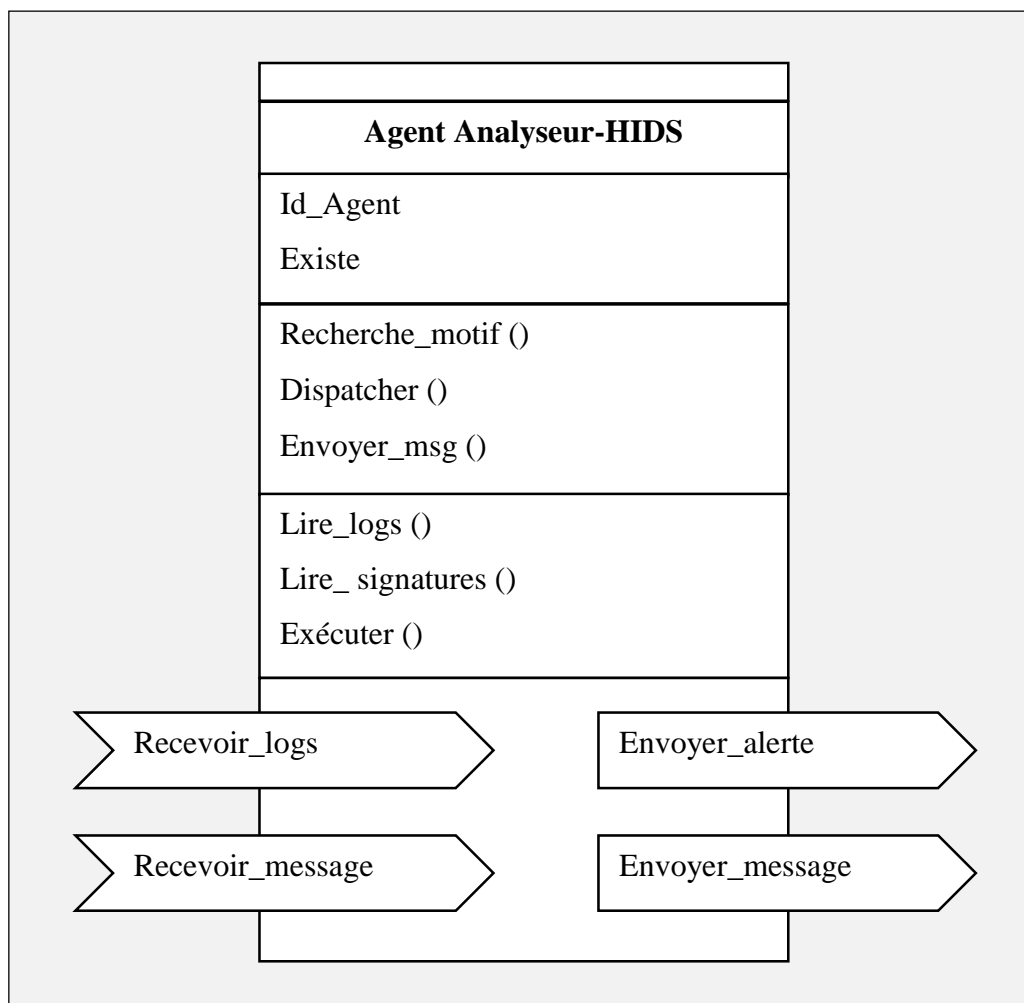 Agent Analyseur-HIDS
Id_Agent
Existe
Recherche_motif ()
Dispatcher ()
Envoyer_msg ()
Lire_logs ()
Lire_ signatures ()
Exécuter ()
Recevoir_logs
Envoyer_alerte
Recevoir_message
Envoyer_message